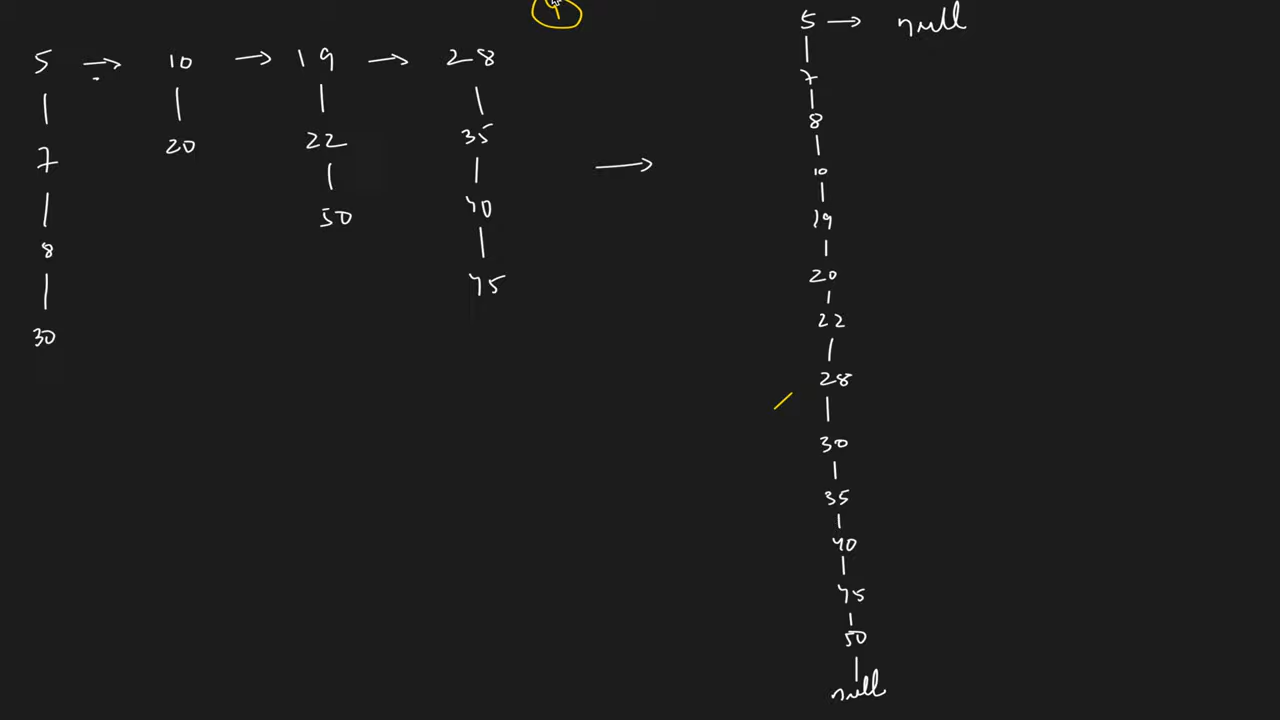 5 → 10 → 19 → 28
7 20 22 35
8 50 40
30 45
→
5 → null
7
8
10
19
20
22
28
30
35
40
45
50
null